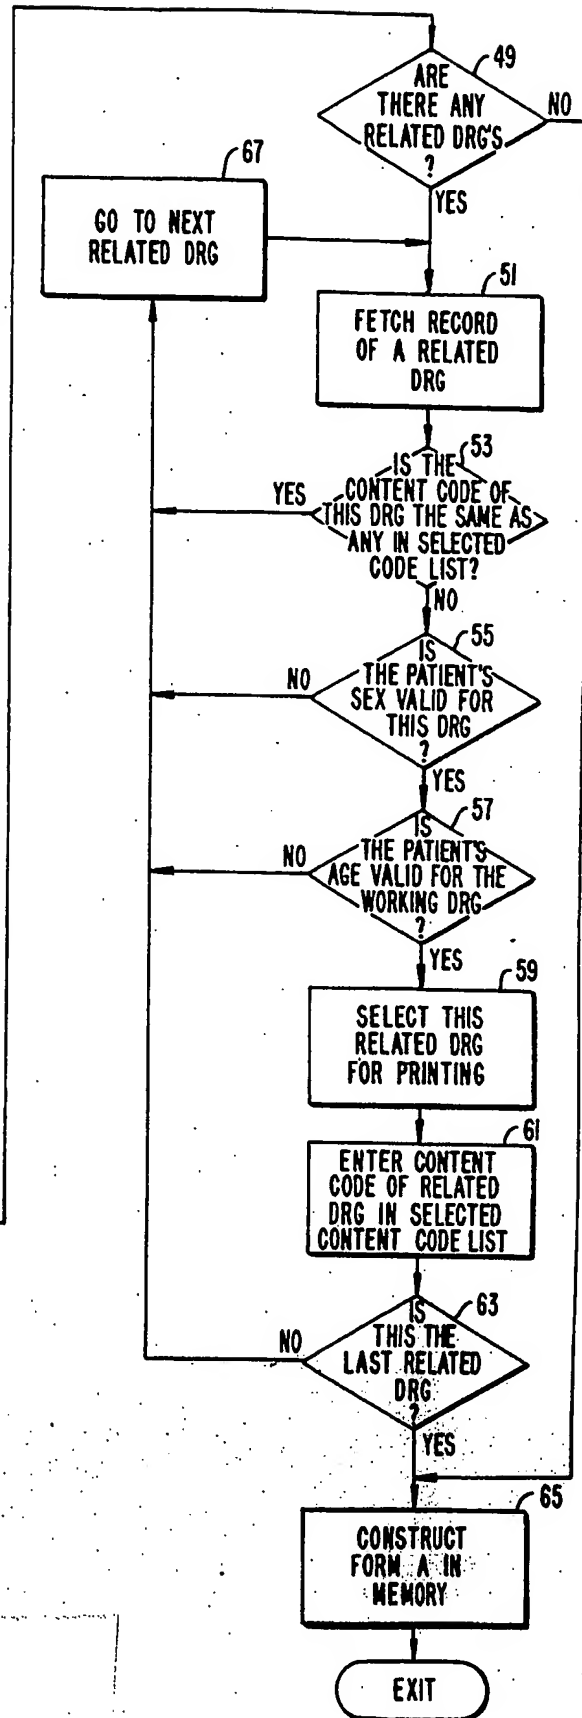 49
ARE
THERE ANY
RELATED DRG'S
?
NO
YES
67
GO TO NEXT
RELATED DRG
51
FETCH RECORD
OF A RELATED
DRG
53
IS THE
CONTENT CODE OF
THIS DRG THE SAME AS
ANY IN SELECTED
CODE LIST?
YES
NO
55
IS
THE PATIENT'S
SEX VALID FOR
THIS DRG
?
NO
YES
57
IS
THE PATIENT'S
AGE VALID FOR THE
WORKING DRG
?
NO
YES
59
SELECT THIS
RELATED DRG
FOR PRINTING
61
ENTER CONTENT
CODE OF RELATED
DRG IN SELECTED
CONTENT CODE LIST
63
IS
THIS THE
LAST RELATED
DRG
?
NO
YES
65
CONSTRUCT
FORM A IN
MEMORY
EXIT